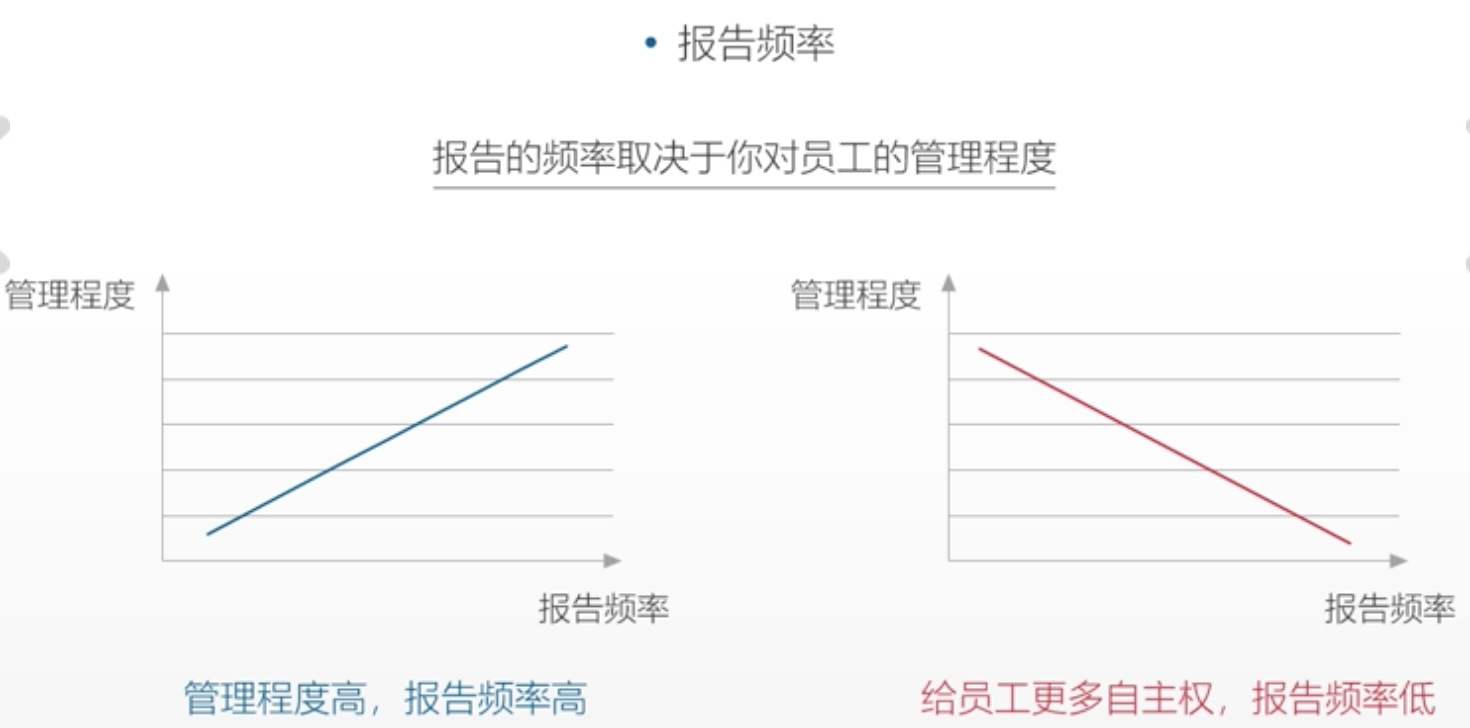 • 报告频率
报告的频率取决于你对员工的管理程度
管理程度
报告频率
管理程度高，报告频率高
管理程度
报告频率
给员工更多自主权，报告频率低